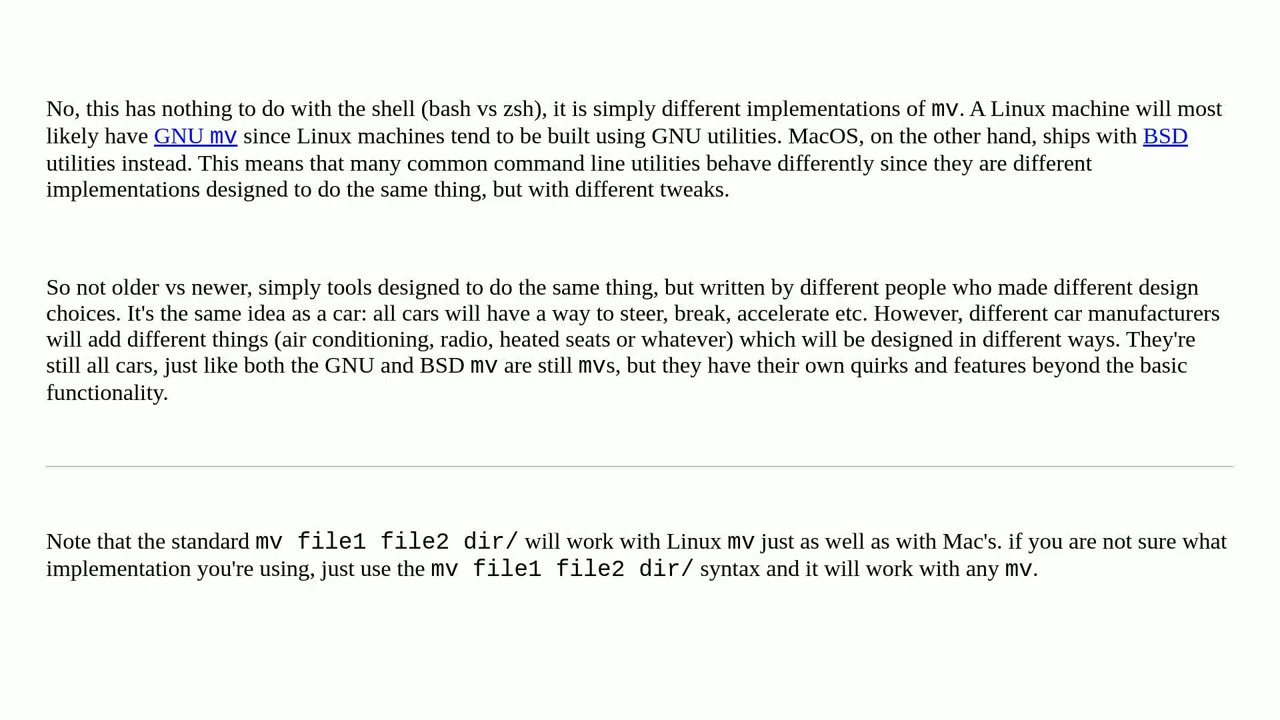 No, this has nothing to do with the shell (bash vs zsh), it is simply different implementations of mv. A Linux machine will most
likely have GNU mv since Linux machines tend to be built using GNU utilities. MacOS, on the other hand, ships with BSD
utilities instead. This means that many common command line utilities behave differently since they are different
implementations designed to do the same thing, but with different tweaks.
So not older vs newer, simply tools designed to do the same thing, but written by different people who made different design
choices. It's the same idea as a car: all cars will have a way to steer, break, accelerate etc. However, different car manufacturers
will add different things (air conditioning, radio, heated seats or whatever) which will be designed in different ways. They're
still all cars, just like both the GNU and BSD mv are still mvs, but they have their own quirks and features beyond the basic
functionality.
Note that the standard mv file1 file2 dir/ will work with Linux mv just as well as with Mac's. if you are not sure what
implementation you're using, just use the mv file1 file2 dir/ syntax and it will work with any mv.